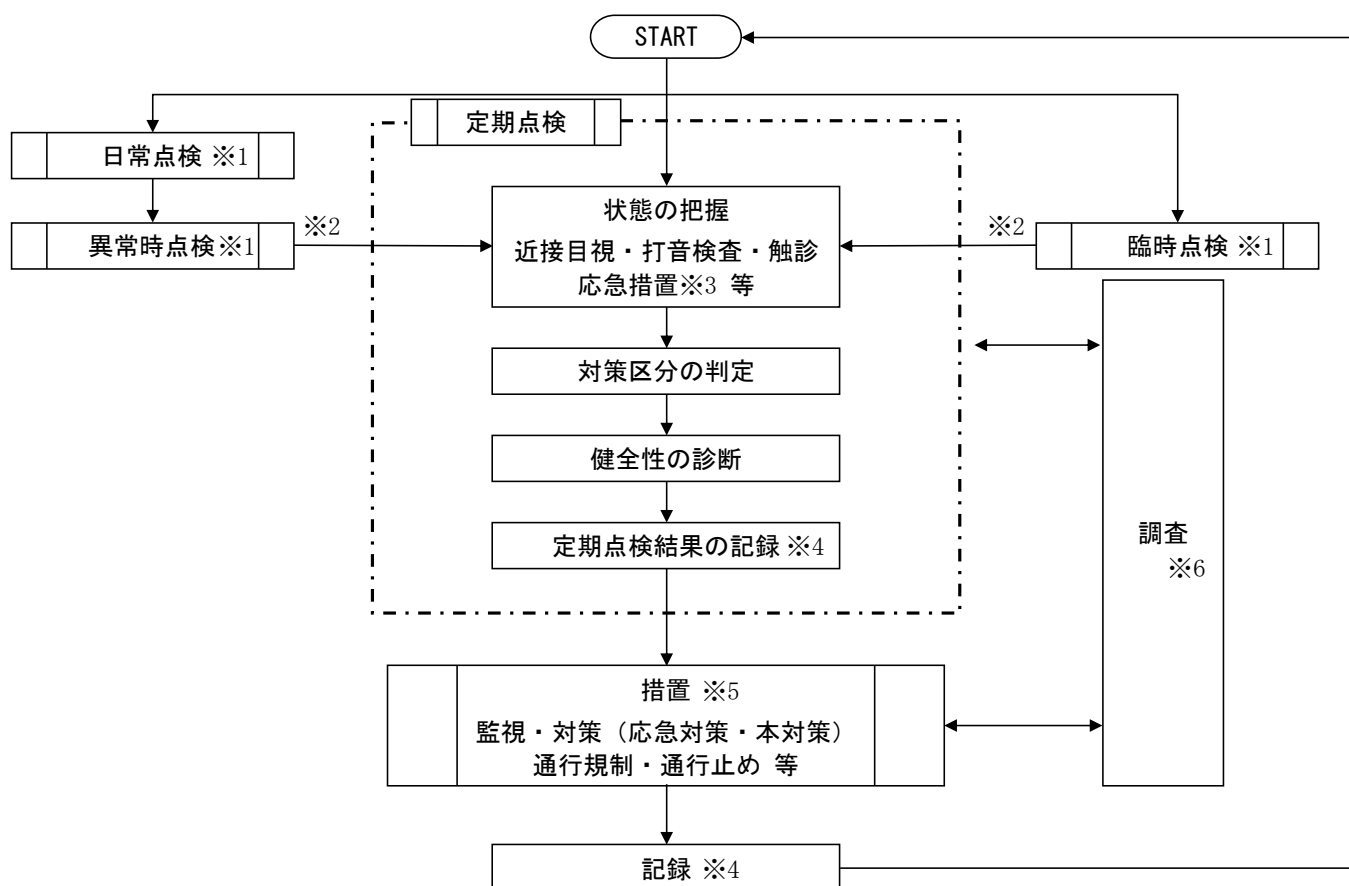 START
定期点検
日常点検 ※1
異常時点検※1
※2
状態の把握
近接目視・打音検査・触診
応急措置※3 等
※2
臨時点検 ※1
対策区分の判定
健全性の診断
定期点検結果の記録 ※4
調査
※6
措置 ※5
監視・対策（応急対策・本対策）
通行規制・通行止め 等
記録 ※4